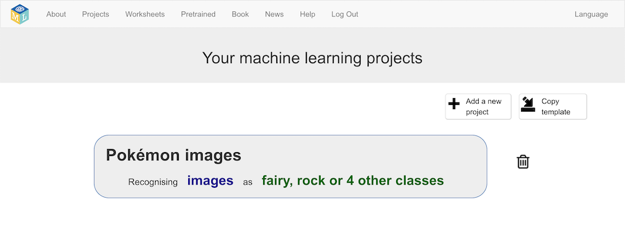 About Projects Worksheets Pretrained Book News Help Log Out Language
Your machine learning projects
Add a new
project
Copy
template
Pokémon images
Recognising images as fairy, rock or 4 other classes